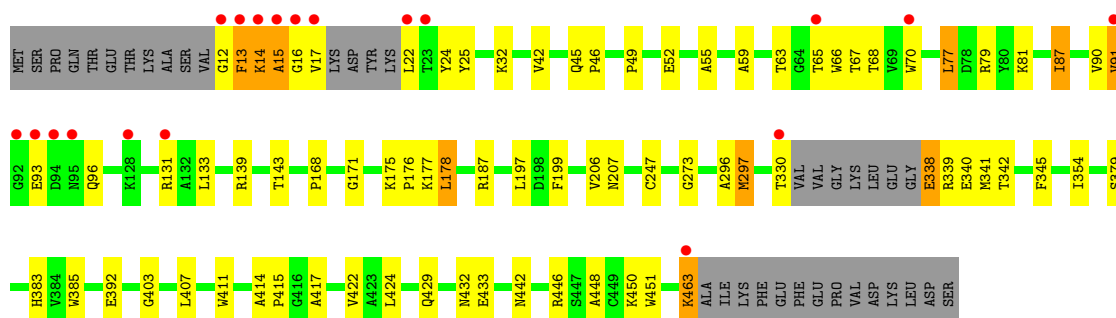 MET SER PRO GLN THR GLU THR LYS ALA SER VAL G12 F13 K14 A15 G16 V17 LYS ASP TYR LYS L22 T23 Y24 Y25 K32 V42 Q45 P46 P49 E52 A55 A59 T63 G64 T65 W66 T67 T68 V69 W70 L77 D78 R79 Y80 K81 I87 V90 V91
G92 E93 D94 N95 Q96 K128 R131 A132 L133 R139 T143 P168 G171 K175 P176 K177 L178 R187 L197 D198 F199 V206 N207 C247 G273 A296 M297 T330 VAL VAL GLY LYS LEU GLU GLY E338 R339 E340 M341 T342 F345 I354 S379
H383 V384 W385 E392 G403 L407 W411 A414 P415 G416 A417 V422 A423 L424 Q429 N432 E433 N442 R446 S447 A448 C449 K450 W451 K463 ALA ILE LYS PHE GLU PHE GLU PRO VAL ASP LYS LEU ASP SER